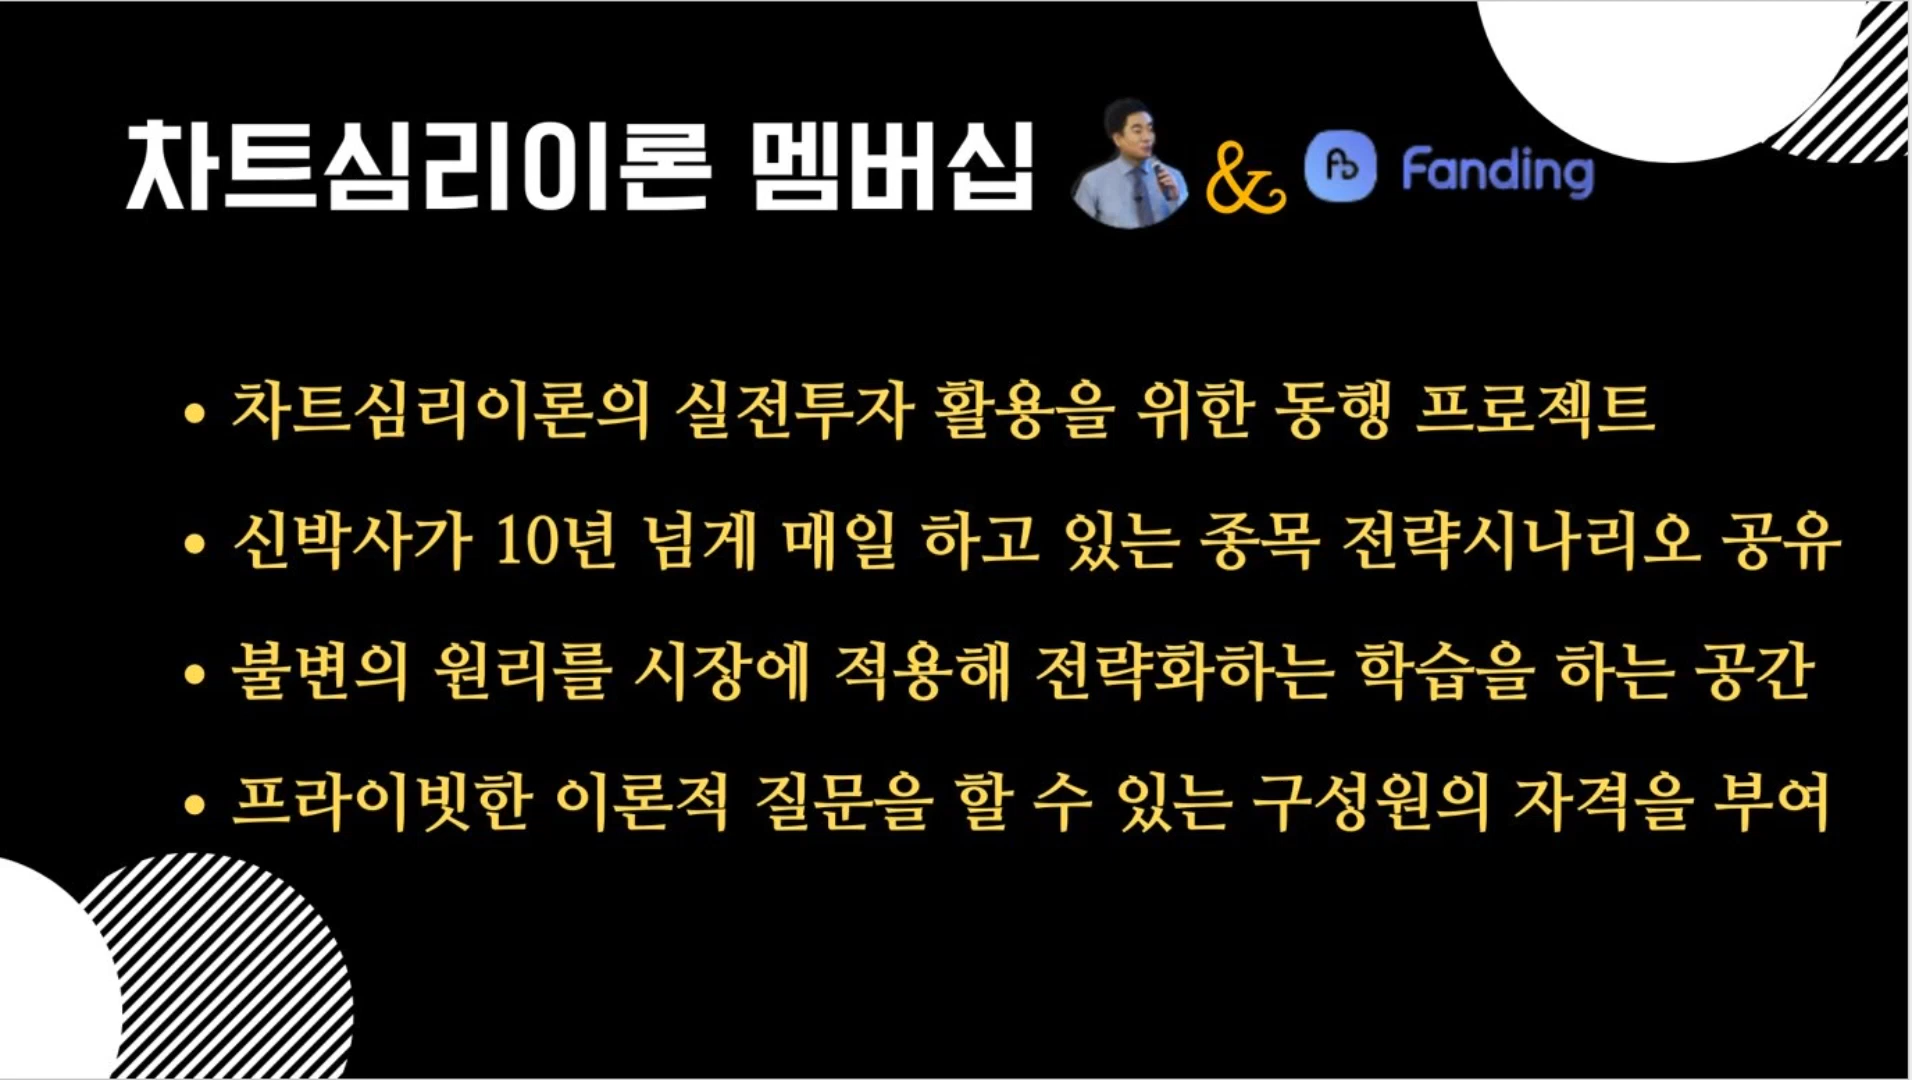 차트심리이론 멤버십 & Fanding
• 차트심리이론의 실전투자 활용을 위한 동행 프로젝트
• 신박사가 10년 넘게 매일 하고 있는 종목 전략시나리오 공유
• 불변의 원리를 시장에 적용해 전략화하는 학습을 하는 공간
• 프라이빗한 이론적 질문을 할 수 있는 구성원의 자격을 부여